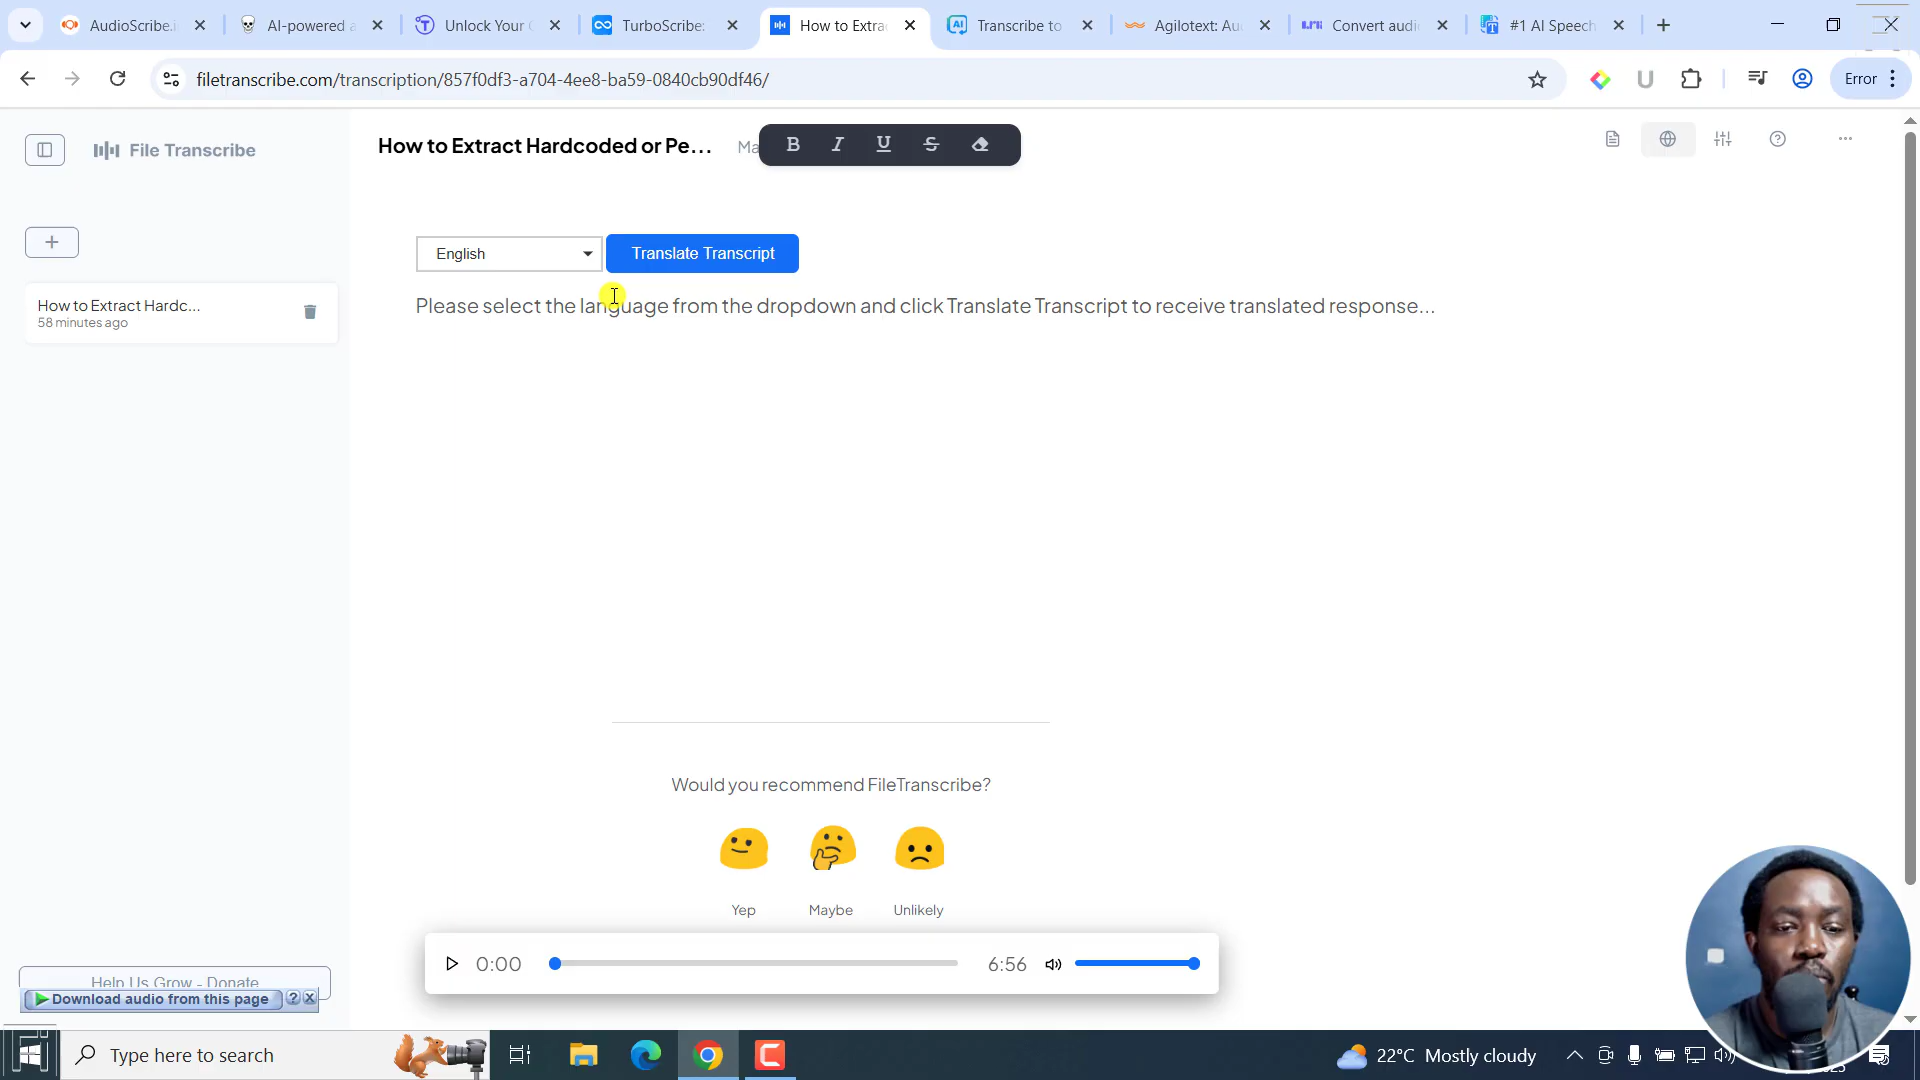 AudioScribe.i
AI-powered a
Unlock Your
TurboScribe:
How to Extra
Transcribe to
Agilotext: Au
Convert audi
#1 AI Speech
filetranscribe.com/transcription/857f0df3-a704-4ee8-ba59-0840cb90df46/
Error
File Transcribe
How to Extract Hardcoded or Pe...
B I U S
English
Translate Transcript
Please select the language from the dropdown and click Translate Transcript to receive translated response...
How to Extract Hardc...
58 minutes ago
Would you recommend FileTranscribe?
Yep
Maybe
Unlikely
0:00
6:56
Help Us Grow - Donate
Download audio from this page
Type here to search
22°C Mostly cloudy